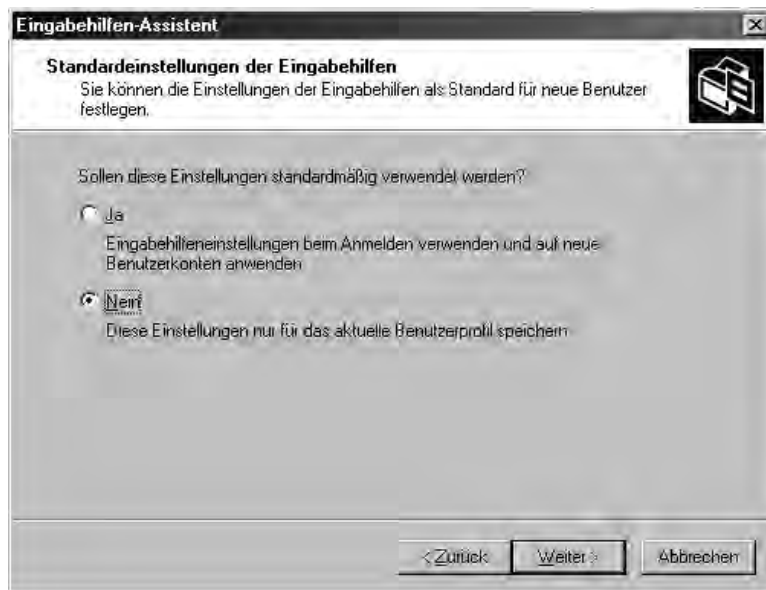 Eingabehilfen-Assistent
Standardeinstellungen der Eingabehilfen
Sie können die Einstellungen der Eingabehilfen als Standard für neue Benutzer
festlegen.
Sollen diese Einstellungen standardmäßig verwendet werden?
Ja
Eingabehilfeneinstellungen beim Anmelden verwenden und auf neue
Benutzerkonten anwenden
Nein
Diese Einstellungen nur für das aktuelle Benutzerprofil speichern
< Zurück
Weiter >
Abbrechen